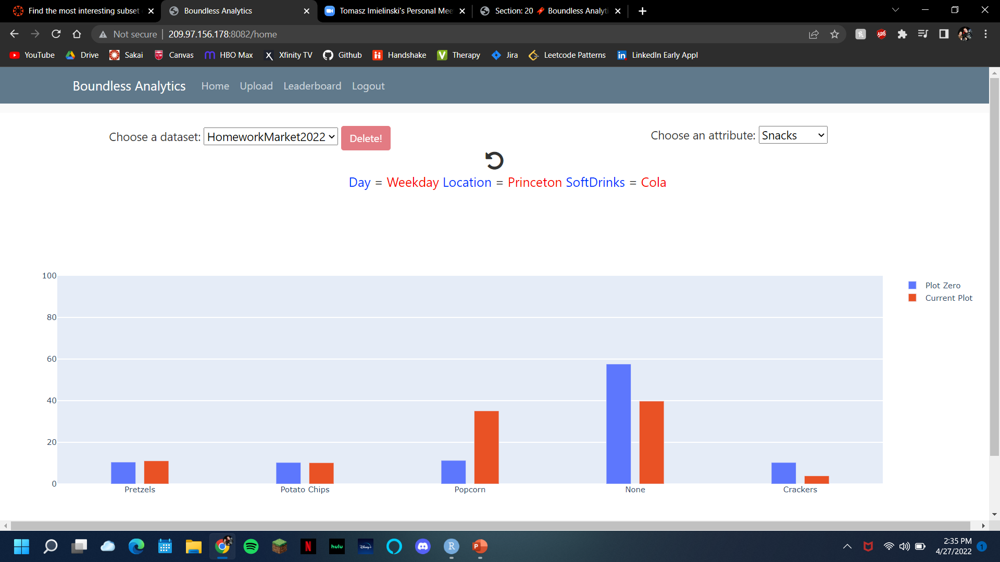 Find the most interesting subset
Boundless Analytics
Tomasz Imielinski's Personal Mee
Section: 20 Boundless Analyti
Not secure 209.97.156.178:8082/home
YouTube Drive Sakai Canvas HBO Max Xfinity TV Github Handshake Therapy Jira Leetcode Patterns LinkedIn Early Appl
Boundless Analytics Home Upload Leaderboard Logout
Choose a dataset: HomeworkMarket2022 Delete! Choose an attribute: Snacks
Day = Weekday Location = Princeton SoftDrinks = Cola
100
80
60
40
20
0
Pretzels Potato Chips Popcorn None Crackers
Plot Zero
Current Plot
N hulu Disney+ R P
2:35 PM
4/27/2022 1